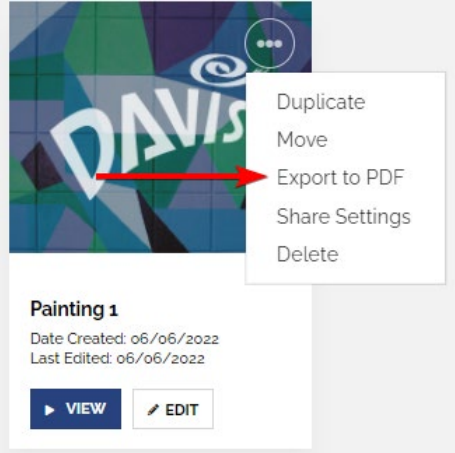 DAVIS
Duplicate
Move
Export to PDF
Share Settings
Delete
Painting 1
Date Created: 06/06/2022
Last Edited: 06/06/2022
VIEW
EDIT